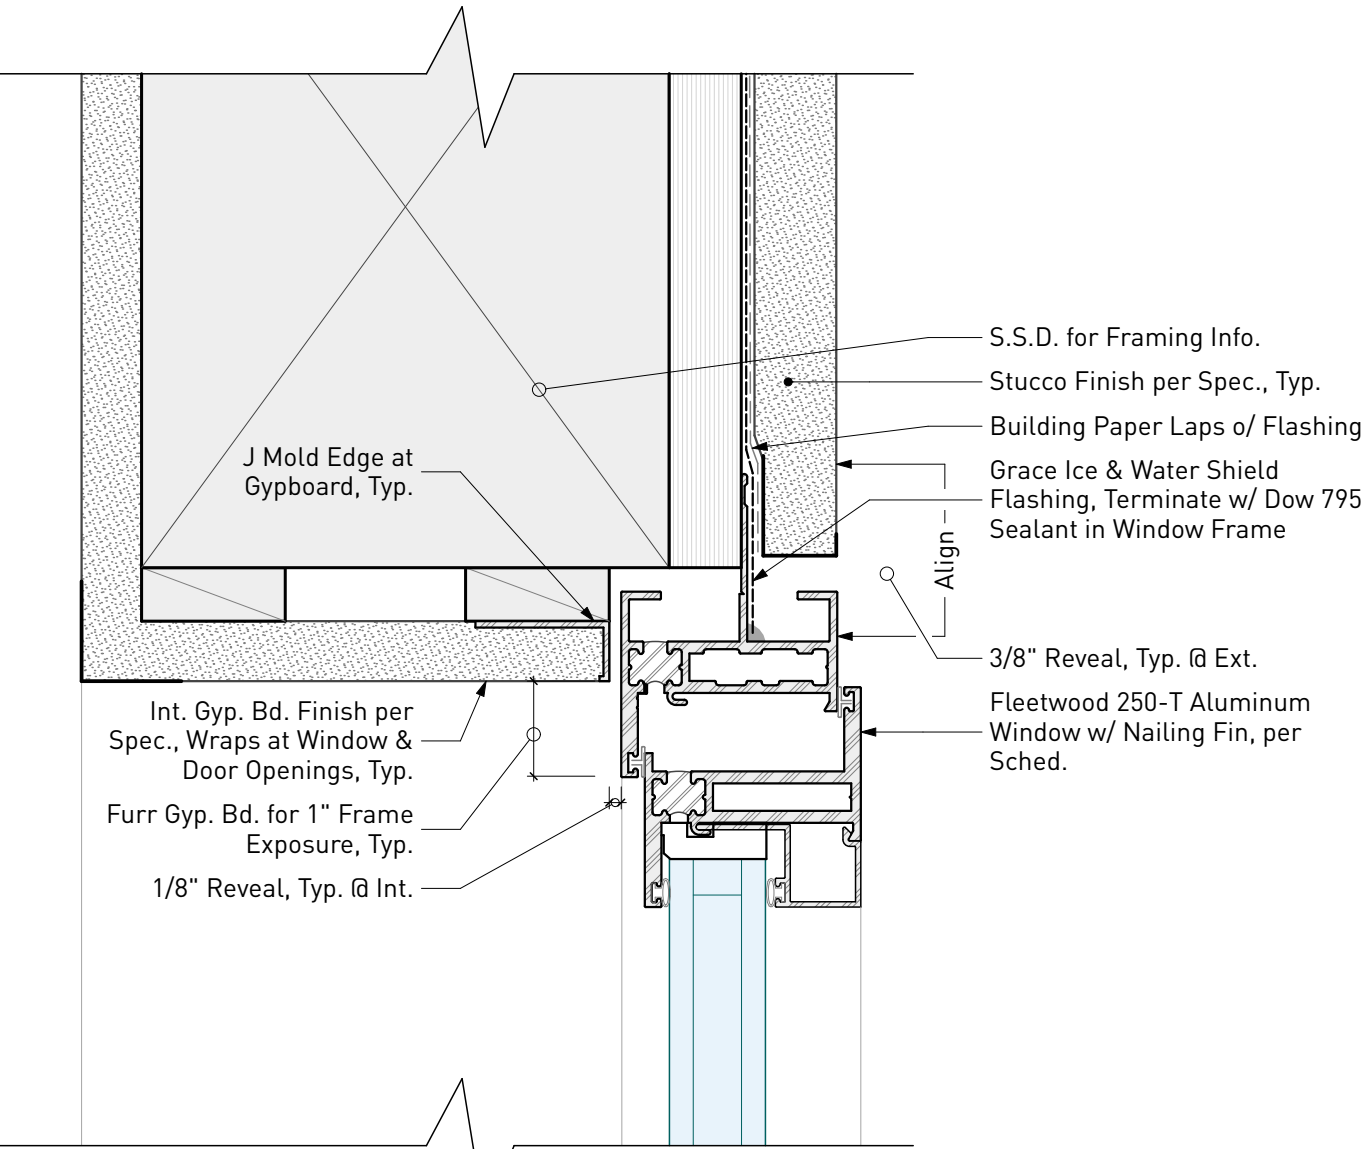 S.S.D. for Framing Info.
Stucco Finish per Spec., Typ.
Building Paper Laps o/ Flashing
Grace Ice & Water Shield
Flashing, Terminate w/ Dow 795
Sealant in Window Frame
Align
3/8" Reveal, Typ. @ Ext.
Fleetwood 250-T Aluminum
Window w/ Nailing Fin, per
Sched.
J Mold Edge at
Gypboard, Typ.
Int. Gyp. Bd. Finish per
Spec., Wraps at Window &
Door Openings, Typ.
Furr Gyp. Bd. for 1" Frame
Exposure, Typ.
1/8" Reveal, Typ. @ Int.